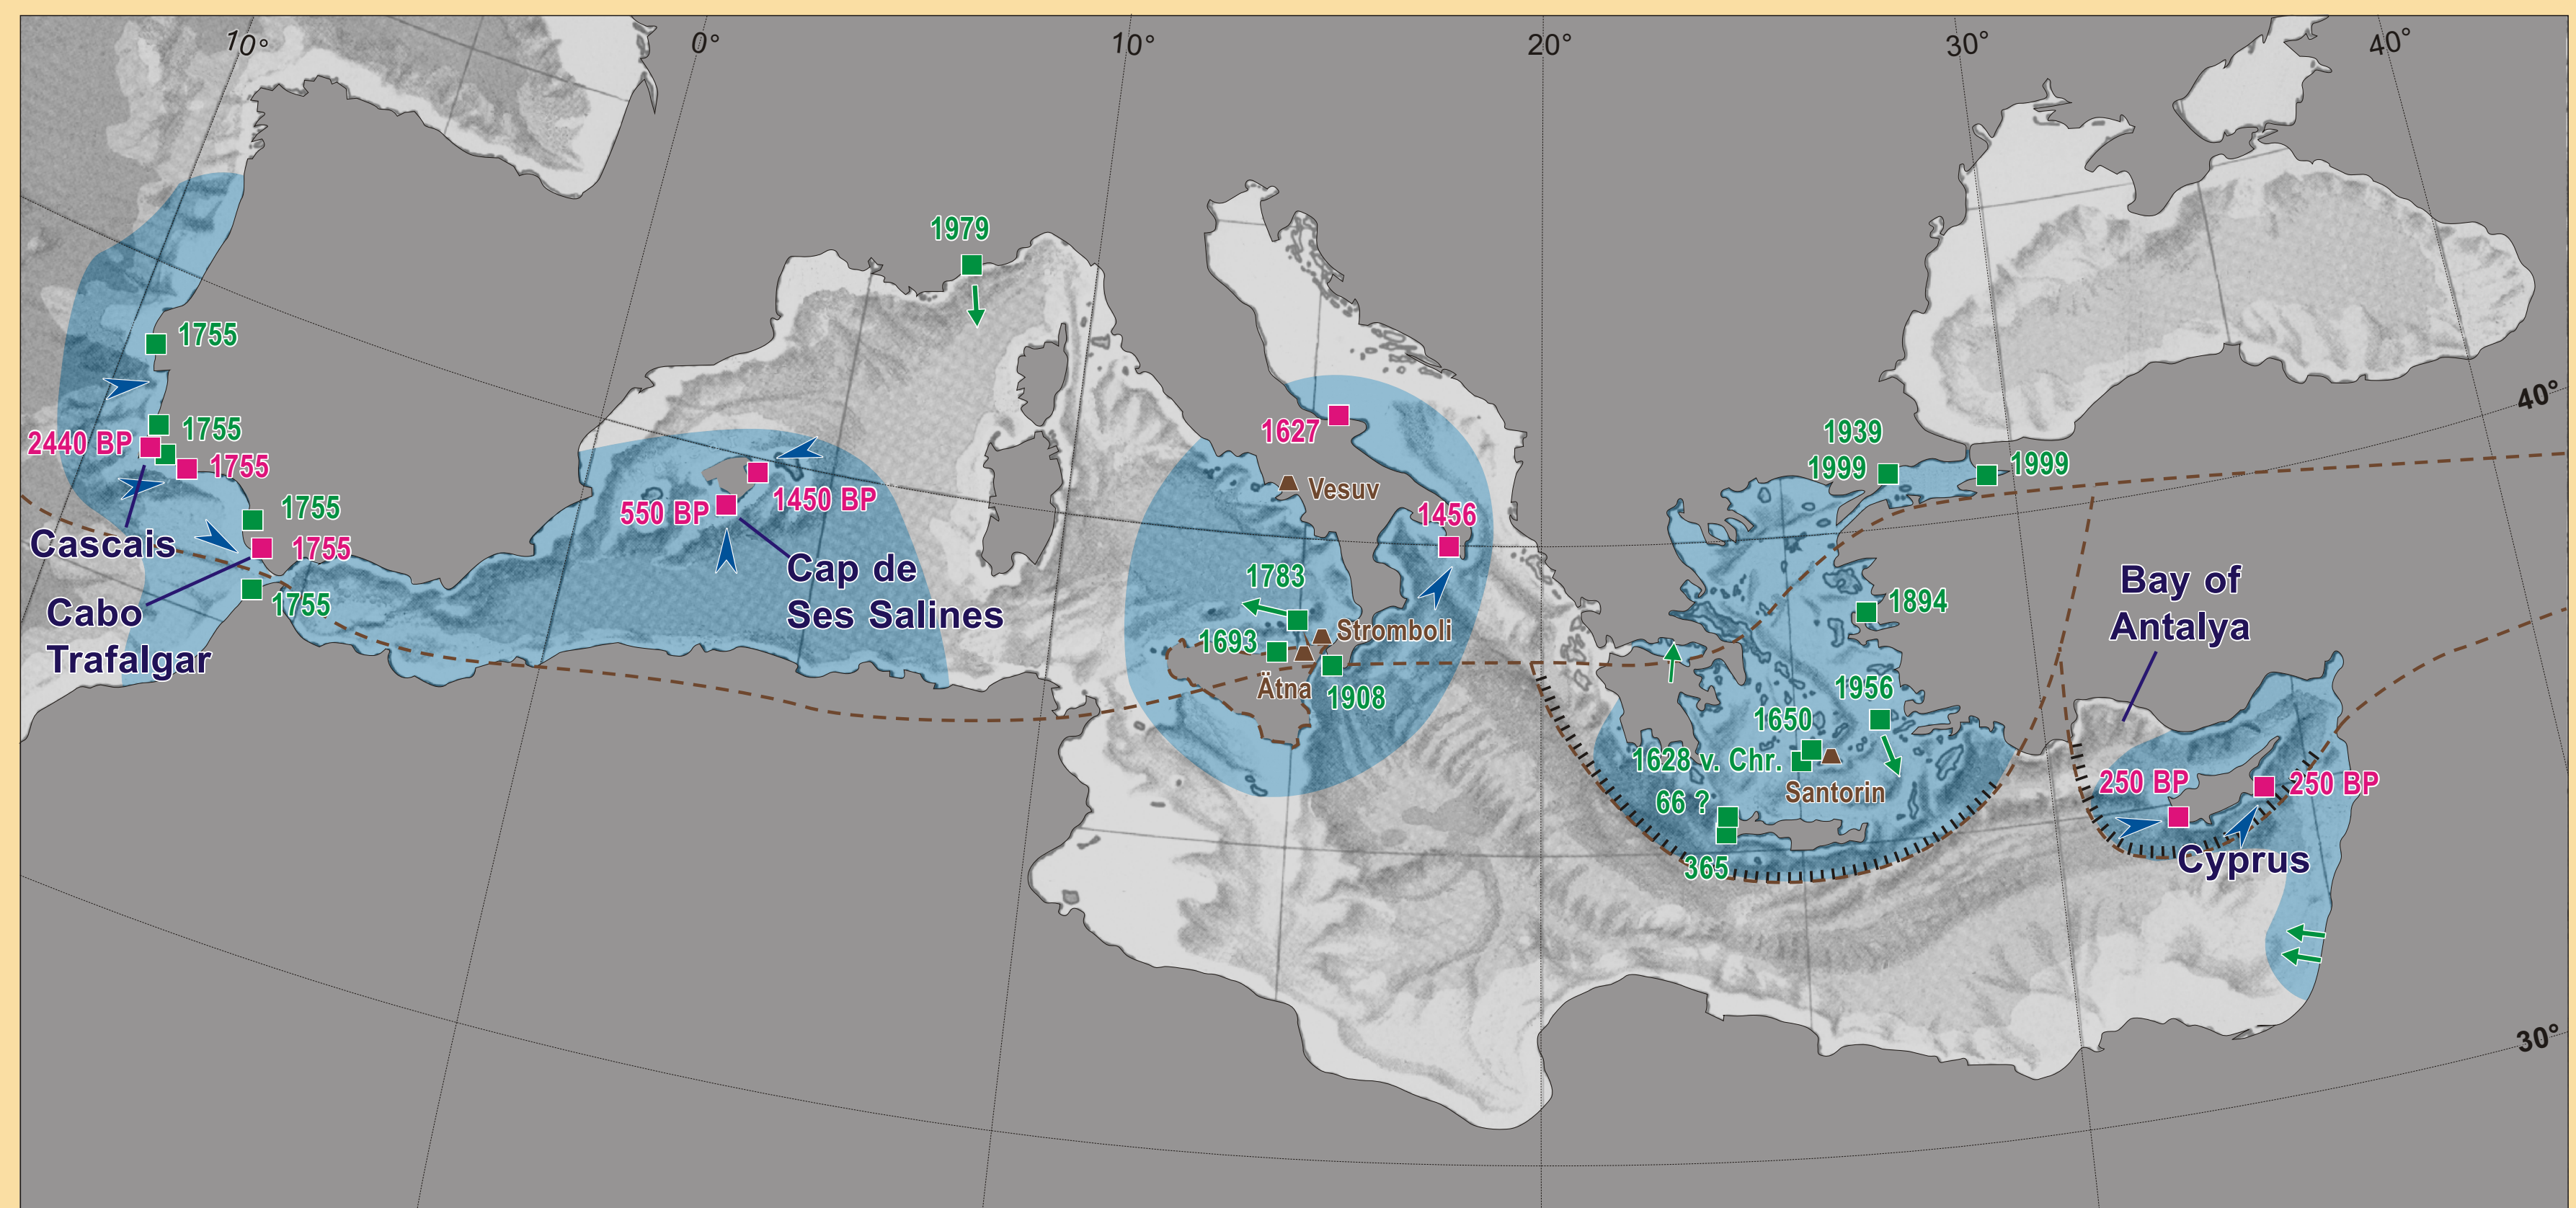 10°
0°
10°
20°
30°
40°
1979
1755
40°
1627
1939
1999
1999
1755
2440 BP
1755
Vesuv
1450 BP
550 BP
1456
1755
Cascais
1755
Cap de
Ses Salines
1783
Bay of
Antalya
1755
Cabo
Trafalgar
1894
Stromboli
1693
Ätna
1908
1956
1650
1628 v. Chr.
Santorin
66 ?
365
250 BP
250 BP
Cyprus
30°